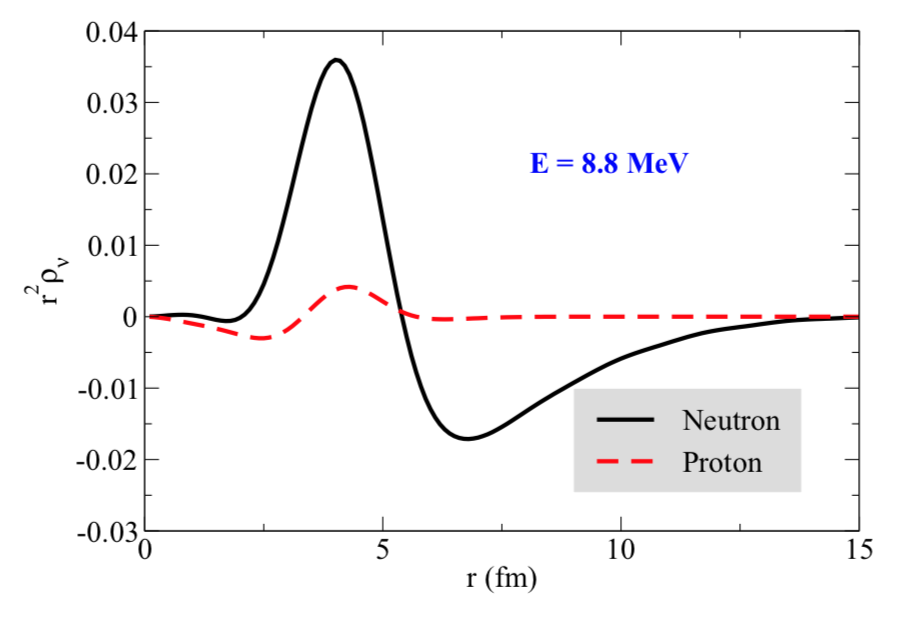 0.04
0.03
0.02
0.01
0
-0.01
-0.02
-0.03
r²ρᵥ
E = 8.8 MeV
Neutron
Proton
0 5 10 15
r (fm)